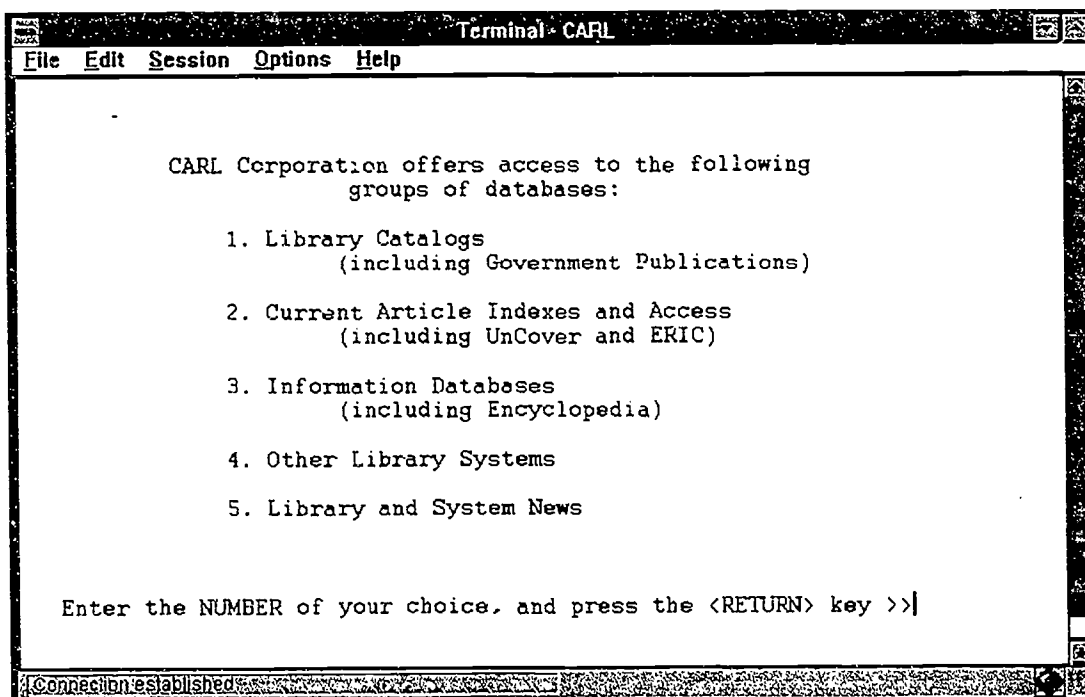 Terminal - CARL
File Edit Session Options Help
CARL Corporation offers access to the following
groups of databases:
1. Library Catalogs
(including Government Publications)
2. Current Article Indexes and Access
(including UnCover and ERIC)
3. Information Databases
(including Encyclopedia)
4. Other Library Systems
5. Library and System News
Enter the NUMBER of your choice, and press the <RETURN> key >>
Connection established